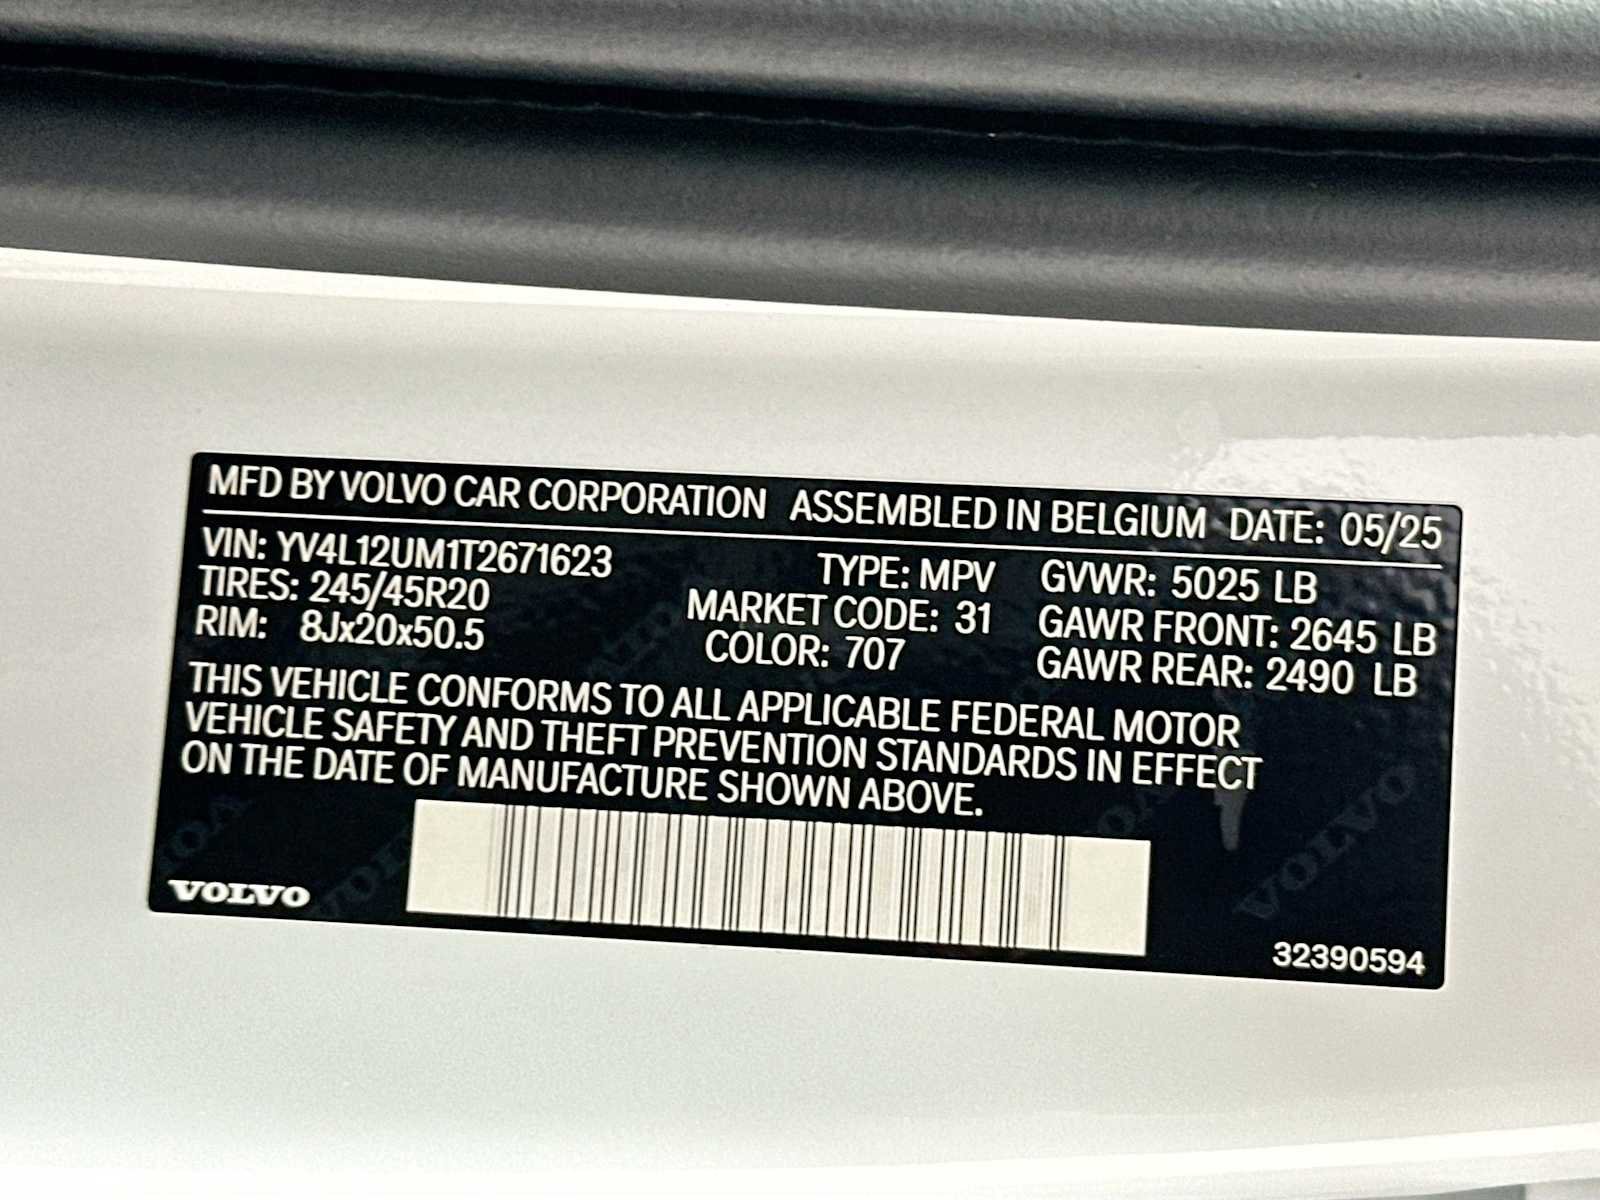 MFD BY VOLVO CAR CORPORATION ASSEMBLED IN BELGIUM DATE: 05/25
VIN: YV4L12UM1T2671623 TYPE: MPV GVWR: 5025 LB
TIRES: 245/45R20 MARKET CODE: 31 GAWR FRONT: 2645 LB
RIM: 8Jx20x50.5 COLOR: 707 GAWR REAR: 2490 LB
THIS VEHICLE CONFORMS TO ALL APPLICABLE FEDERAL MOTOR
VEHICLE SAFETY AND THEFT PREVENTION STANDARDS IN EFFECT
ON THE DATE OF MANUFACTURE SHOWN ABOVE.
VOLVO
VOLVO
32390594